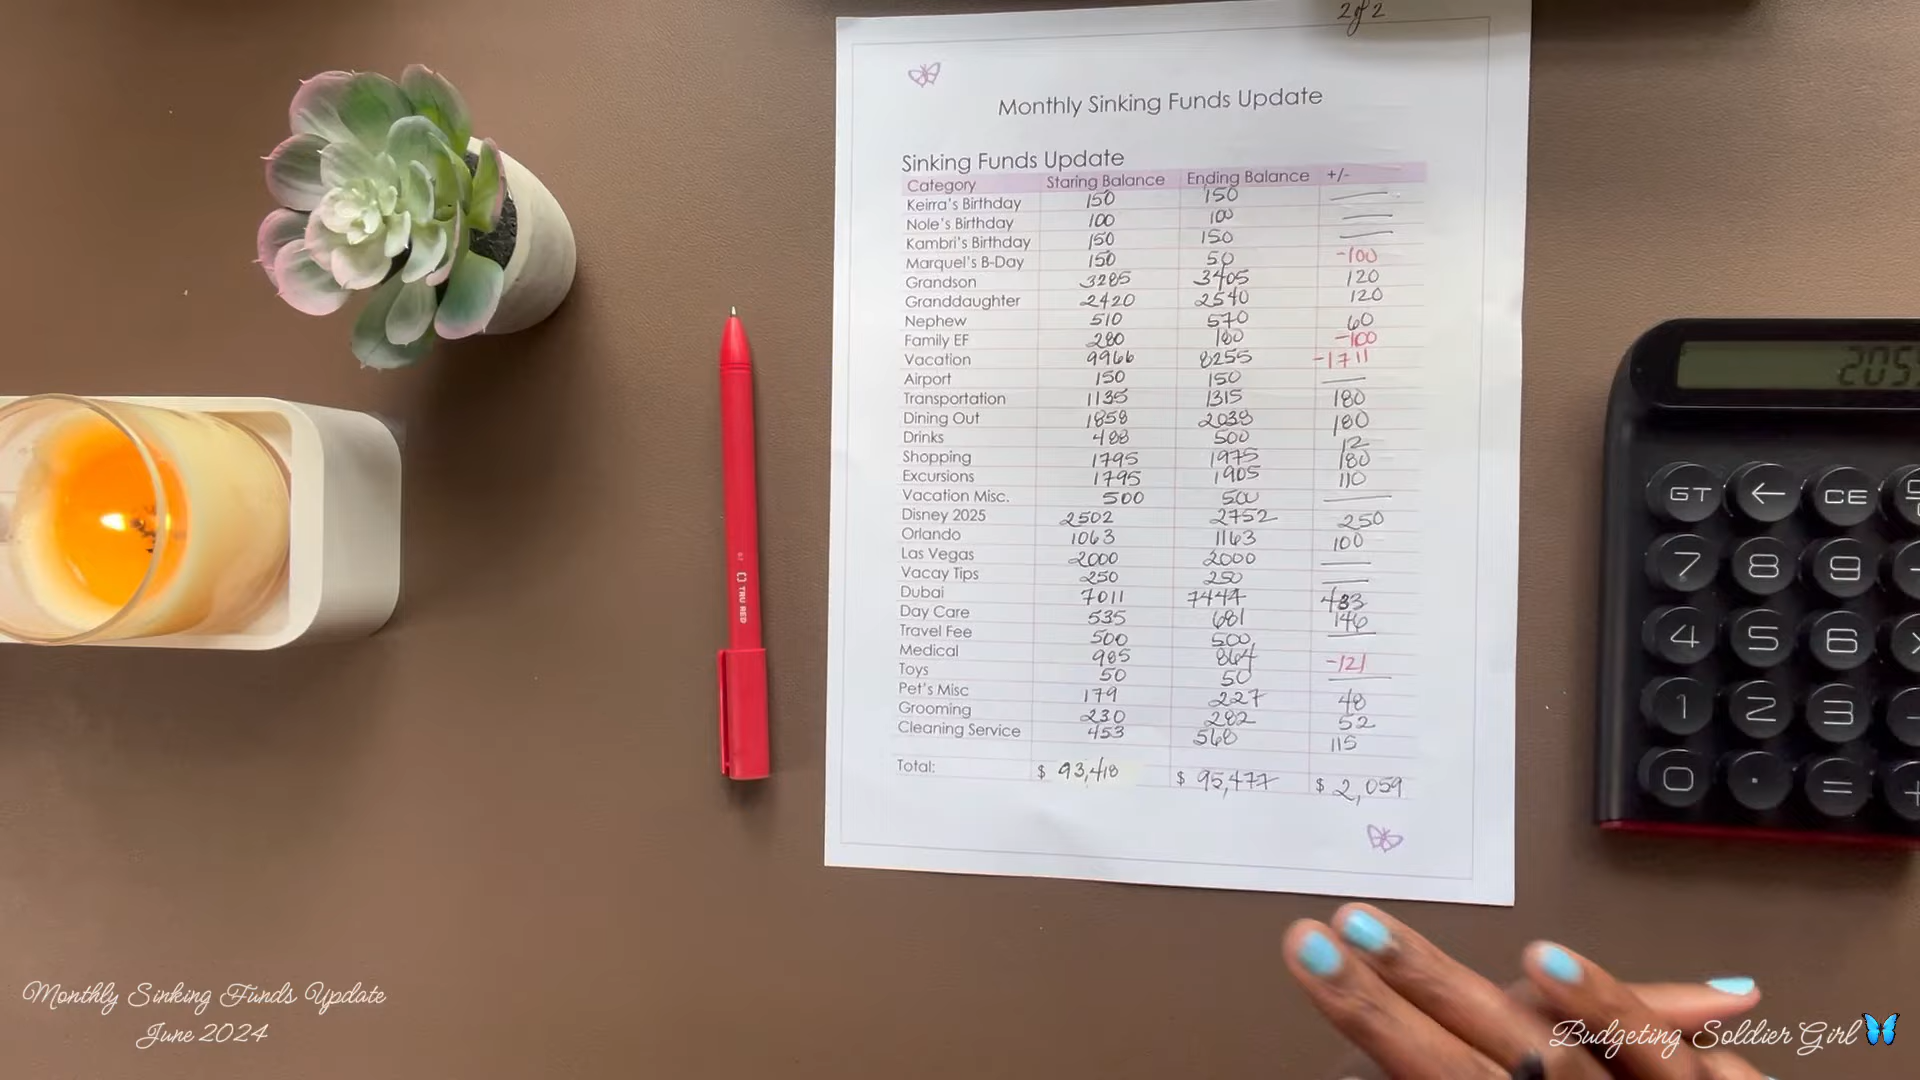 2 of 2
Monthly Sinking Funds Update
Sinking Funds Update
Category Staring Balance Ending Balance +/-
Keirra's Birthday 150 150 —
Nole's Birthday 100 100 —
Kambri's Birthday 150 150 —
Marquel's B-Day 150 50 -100
Grandson 3285 3405 120
Granddaughter 2420 2540 120
Nephew 510 570 60
Family EF 280 180 -100
Vacation 9966 8255 -1711
Airport 150 150 —
Transportation 1135 1315 180
Dining Out 1858 2038 180
Drinks 488 500 12
Shopping 1795 1975 180
Excursions 1795 1905 110
Vacation Misc. 500 500 —
Disney 2025 2502 2752 250
Orlando 1063 1163 100
Las Vegas 2000 2000 —
Vacay Tips 250 250 —
Dubai 7011 7444 433
Day Care 535 681 146
Travel Fee 500 500 —
Medical 985 864 -121
Toys 50 50 —
Pet's Misc 179 227 48
Grooming 230 282 52
Cleaning Service 453 568 115
Total: $ 93,418 $ 95,477 $ 2,059
TRU RED
205
GT ← CE
7 8 9
4 5 6
1 2 3
0 . =
Monthly Sinking Funds Update
June 2024
Budgeting Soldier Girl